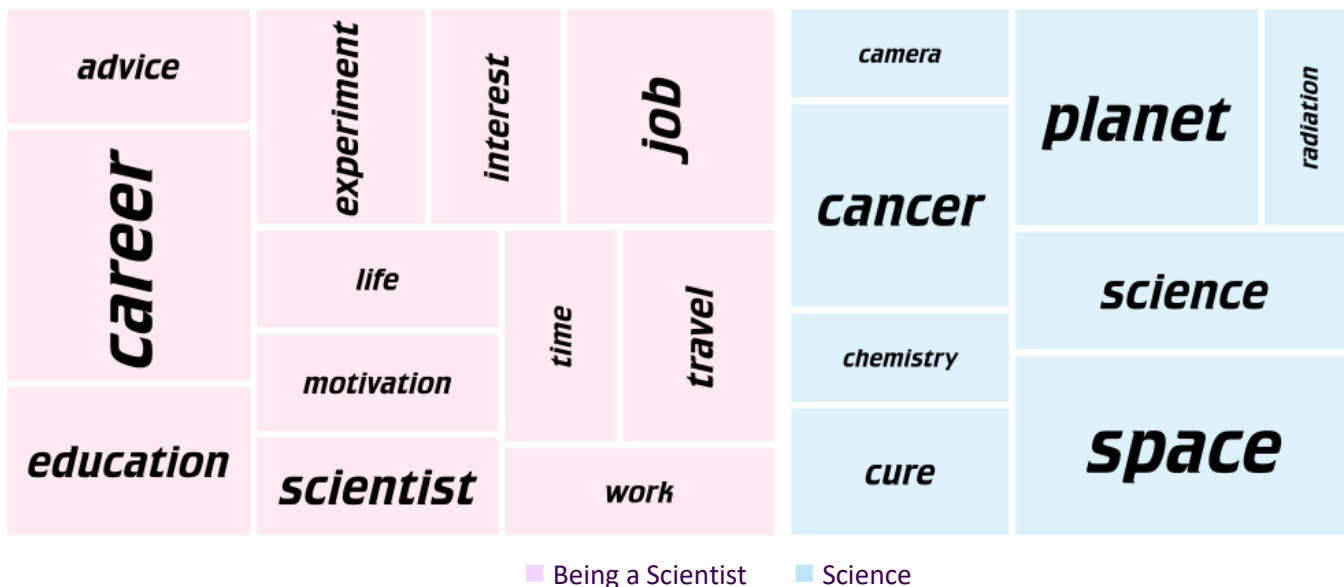 advice
career
education
experiment
interest
job
life
motivation
scientist
time
travel
work
camera
cancer
chemistry
cure
planet
radiation
science
space
Being a Scientist
Science